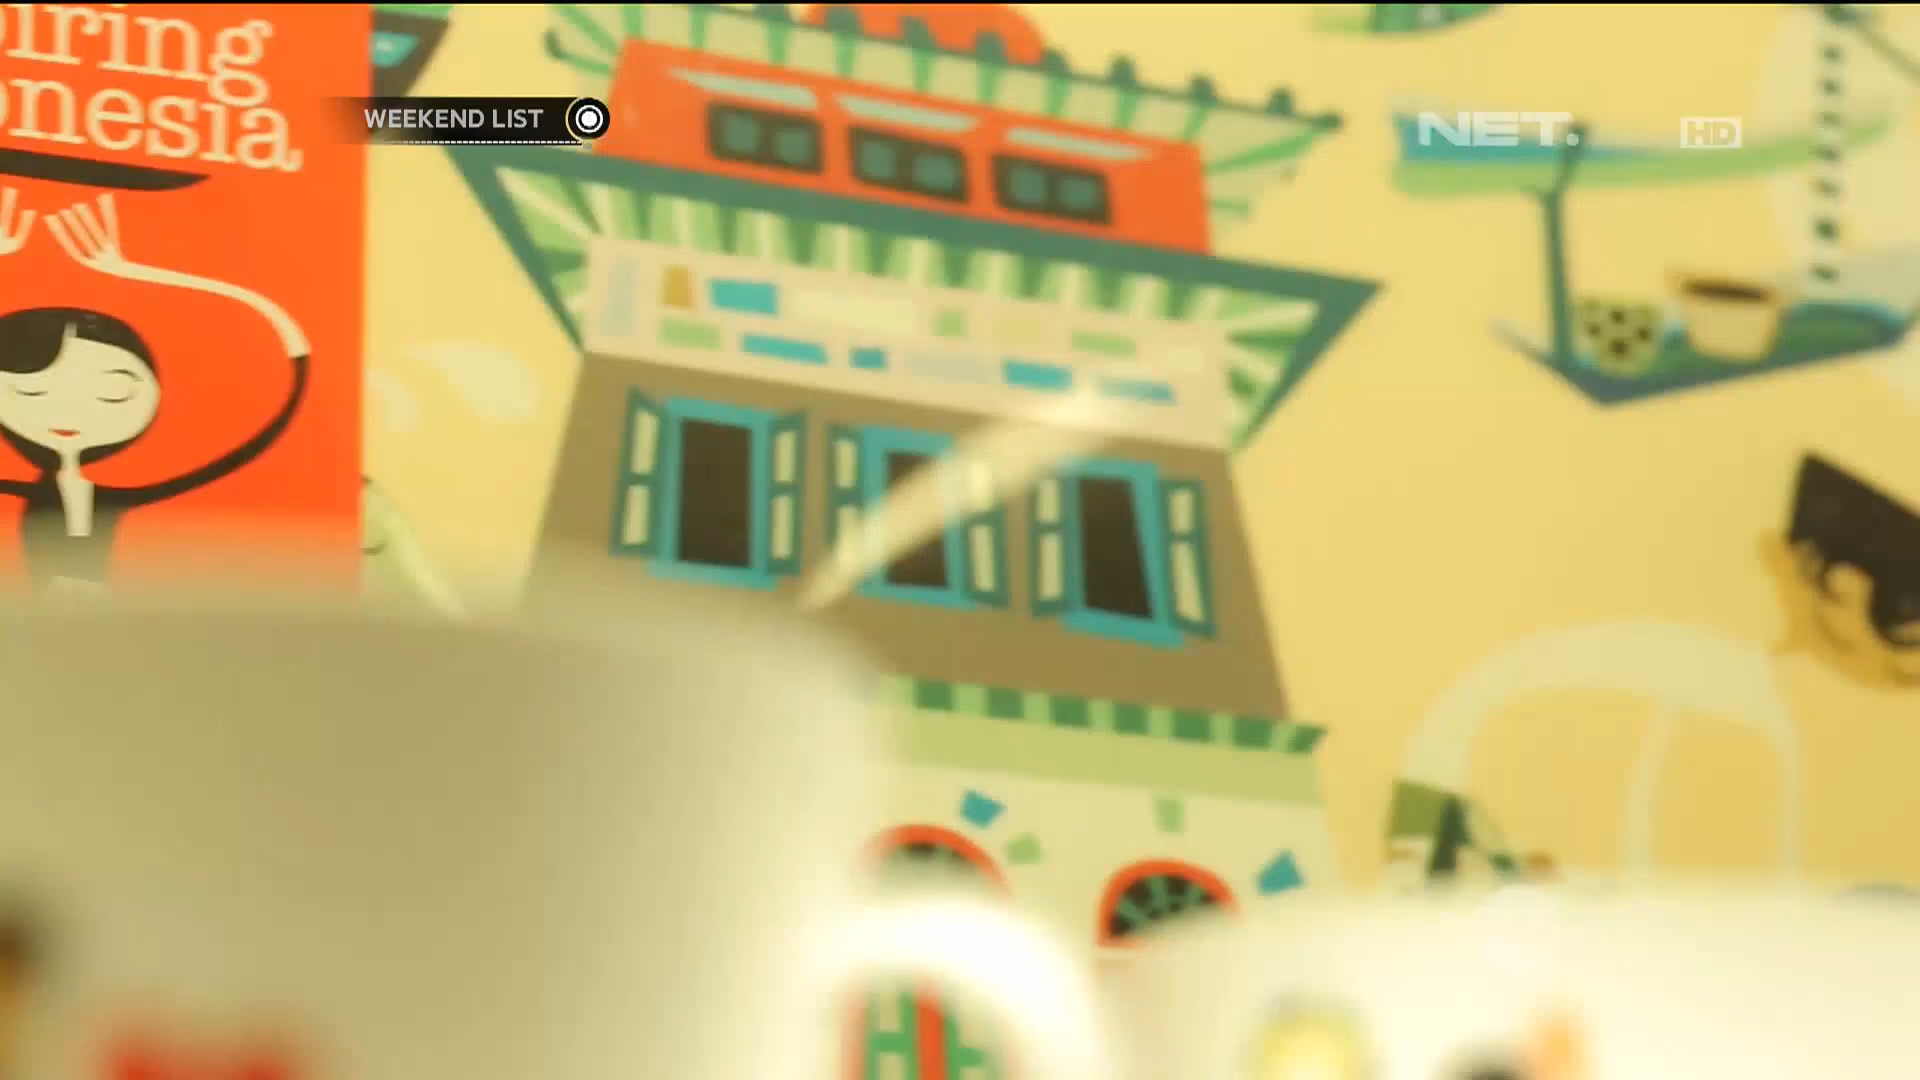 piring
onesia
WEEKEND LIST
NET.
HD